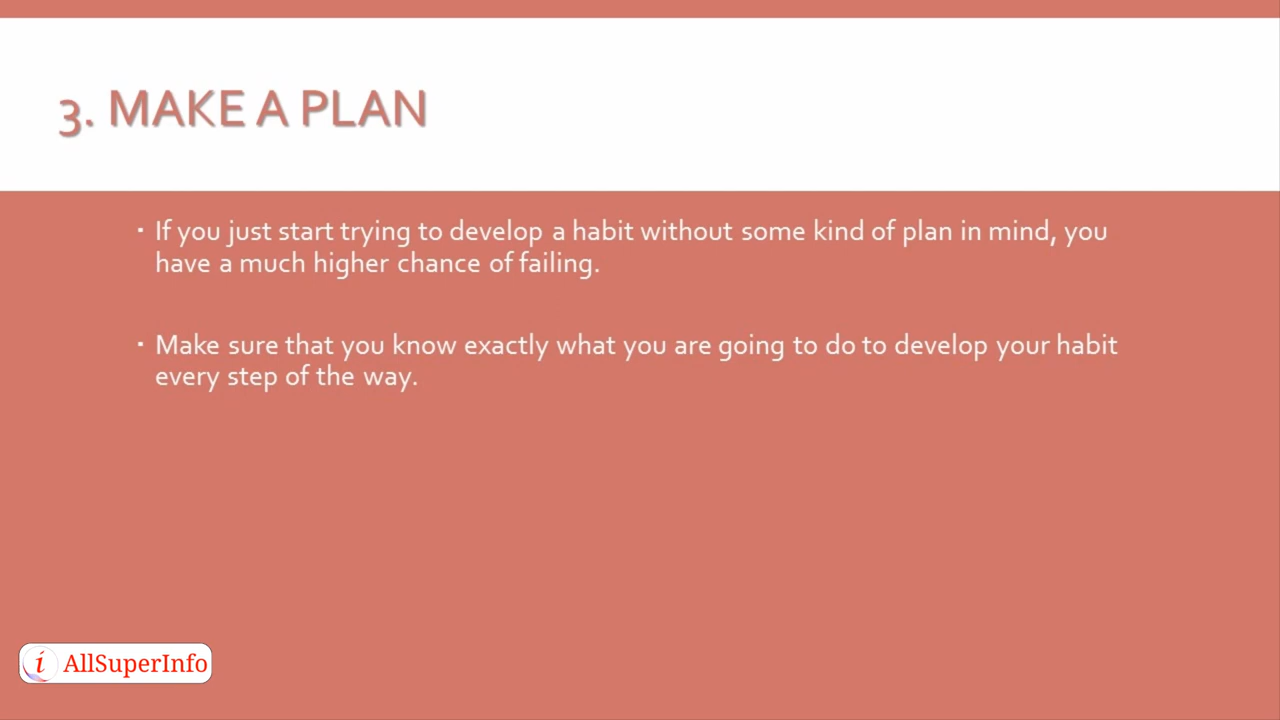 3. MAKE A PLAN
▪ If you just start trying to develop a habit without some kind of plan in mind, you
have a much higher chance of failing.
▪ Make sure that you know exactly what you are going to do to develop your habit
every step of the way.
i AllSuperInfo